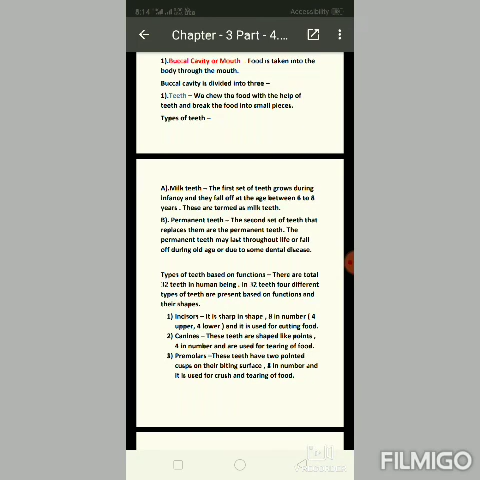 8:14
Accessibility
Chapter - 3 Part - 4....
1).Buccal Cavity or Mouth Food is taken into the
body through the mouth.
Buccal cavity is divided into three –
1).Teeth – We chew the food with the help of
teeth and break the food into small pieces.
Types of teeth –
A).Milk teeth – The first set of teeth grows during
infancy and they fall off at the age between 6 to 8
years . These are termed as milk teeth.
B). Permanent teeth – The second set of teeth that
replaces them are the permanent teeth. The
permanent teeth may last throughout life or fall
off during old age or due to some dental disease.
Types of teeth based on functions – There are total
32 teeth in human being . In 32 teeth four different
types of teeth are present based on functions and
their shapes.
1) Incisors – It is sharp in shape , 8 in number ( 4
upper, 4 lower ) and it is used for cutting food.
2) Canines – These teeth are shaped like points ,
4 in number and are used for tearing of food.
3) Premolars –These teeth have two pointed
cusps on their biting surface , 8 in number and
it is used for crush and tearing of food.
RECORDER
FILMIGO